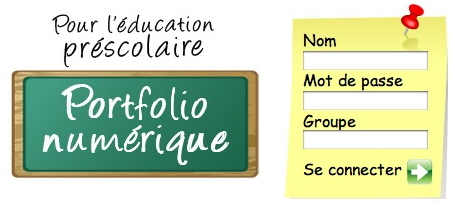 Pour l'éducation
préscolaire
Portfolio
numérique
Nom
Mot de passe
Groupe
Se connecter